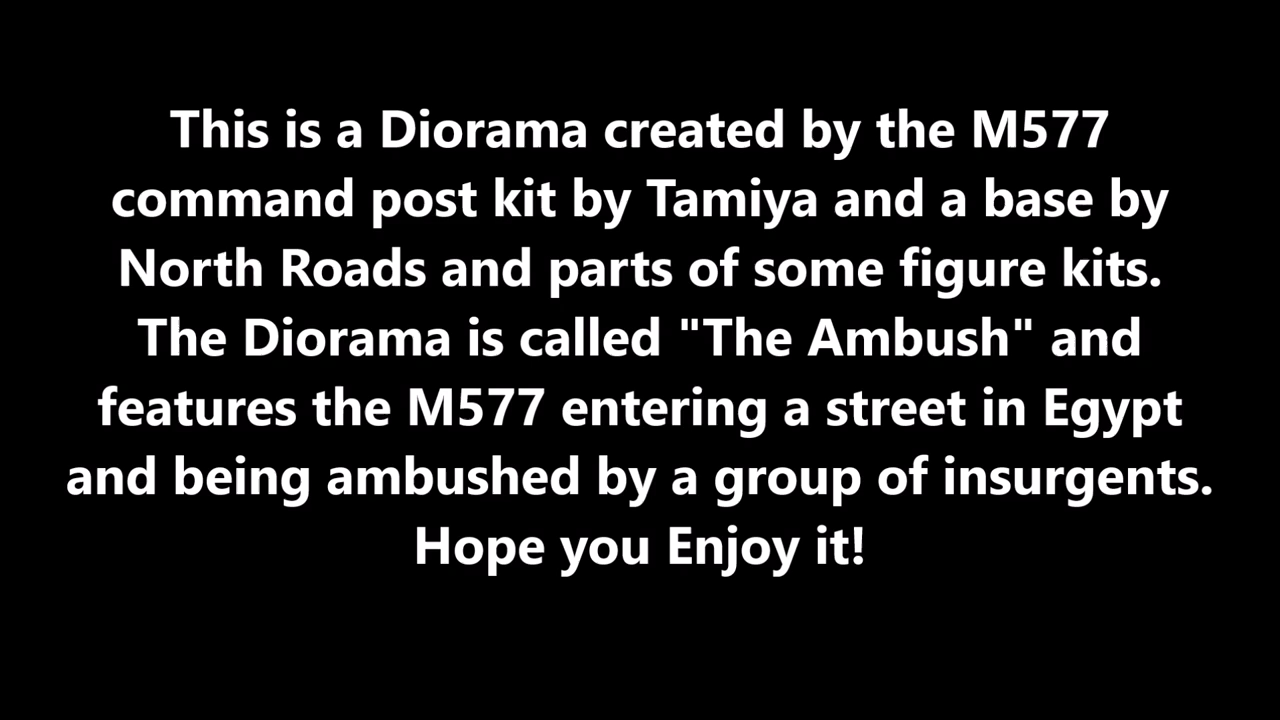 This is a Diorama created by the M577
command post kit by Tamiya and a base by
North Roads and parts of some figure kits.
The Diorama is called "The Ambush" and
features the M577 entering a street in Egypt
and being ambushed by a group of insurgents.
Hope you Enjoy it!